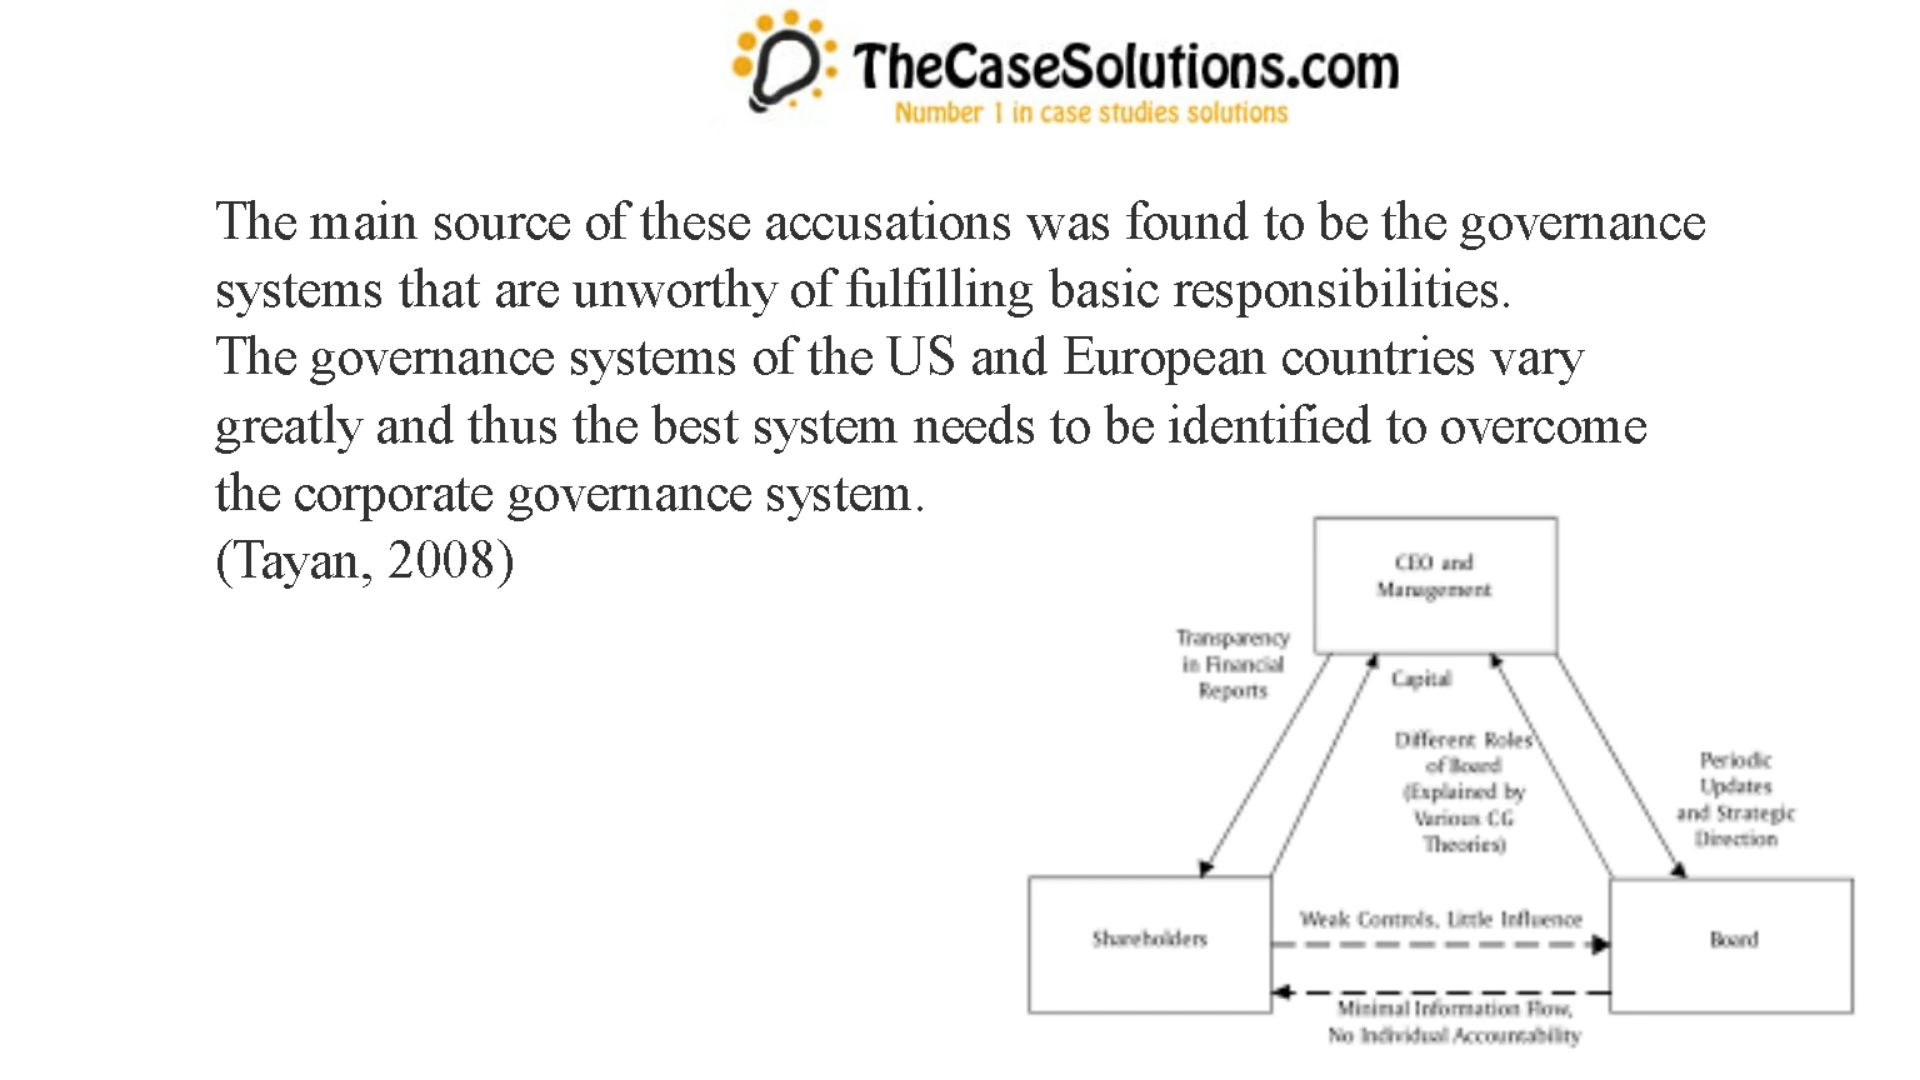 TheCaseSolutions.com
Number 1 in case studies solutions
The main source of these accusations was found to be the governance
systems that are unworthy of fulfilling basic responsibilities.
The governance systems of the US and European countries vary
greatly and thus the best system needs to be identified to overcome
the corporate governance system.
(Tayan, 2008)
CEO and
Management
Transparency
in Financial
Reports
Capital
Different Roles
of Board
(Explained by
Various CG
Theories)
Periodic
Updates
and Strategic
Direction
Shareholders
Weak Controls, Little Influence
Board
Minimal Information Flow,
No Individual Accountability